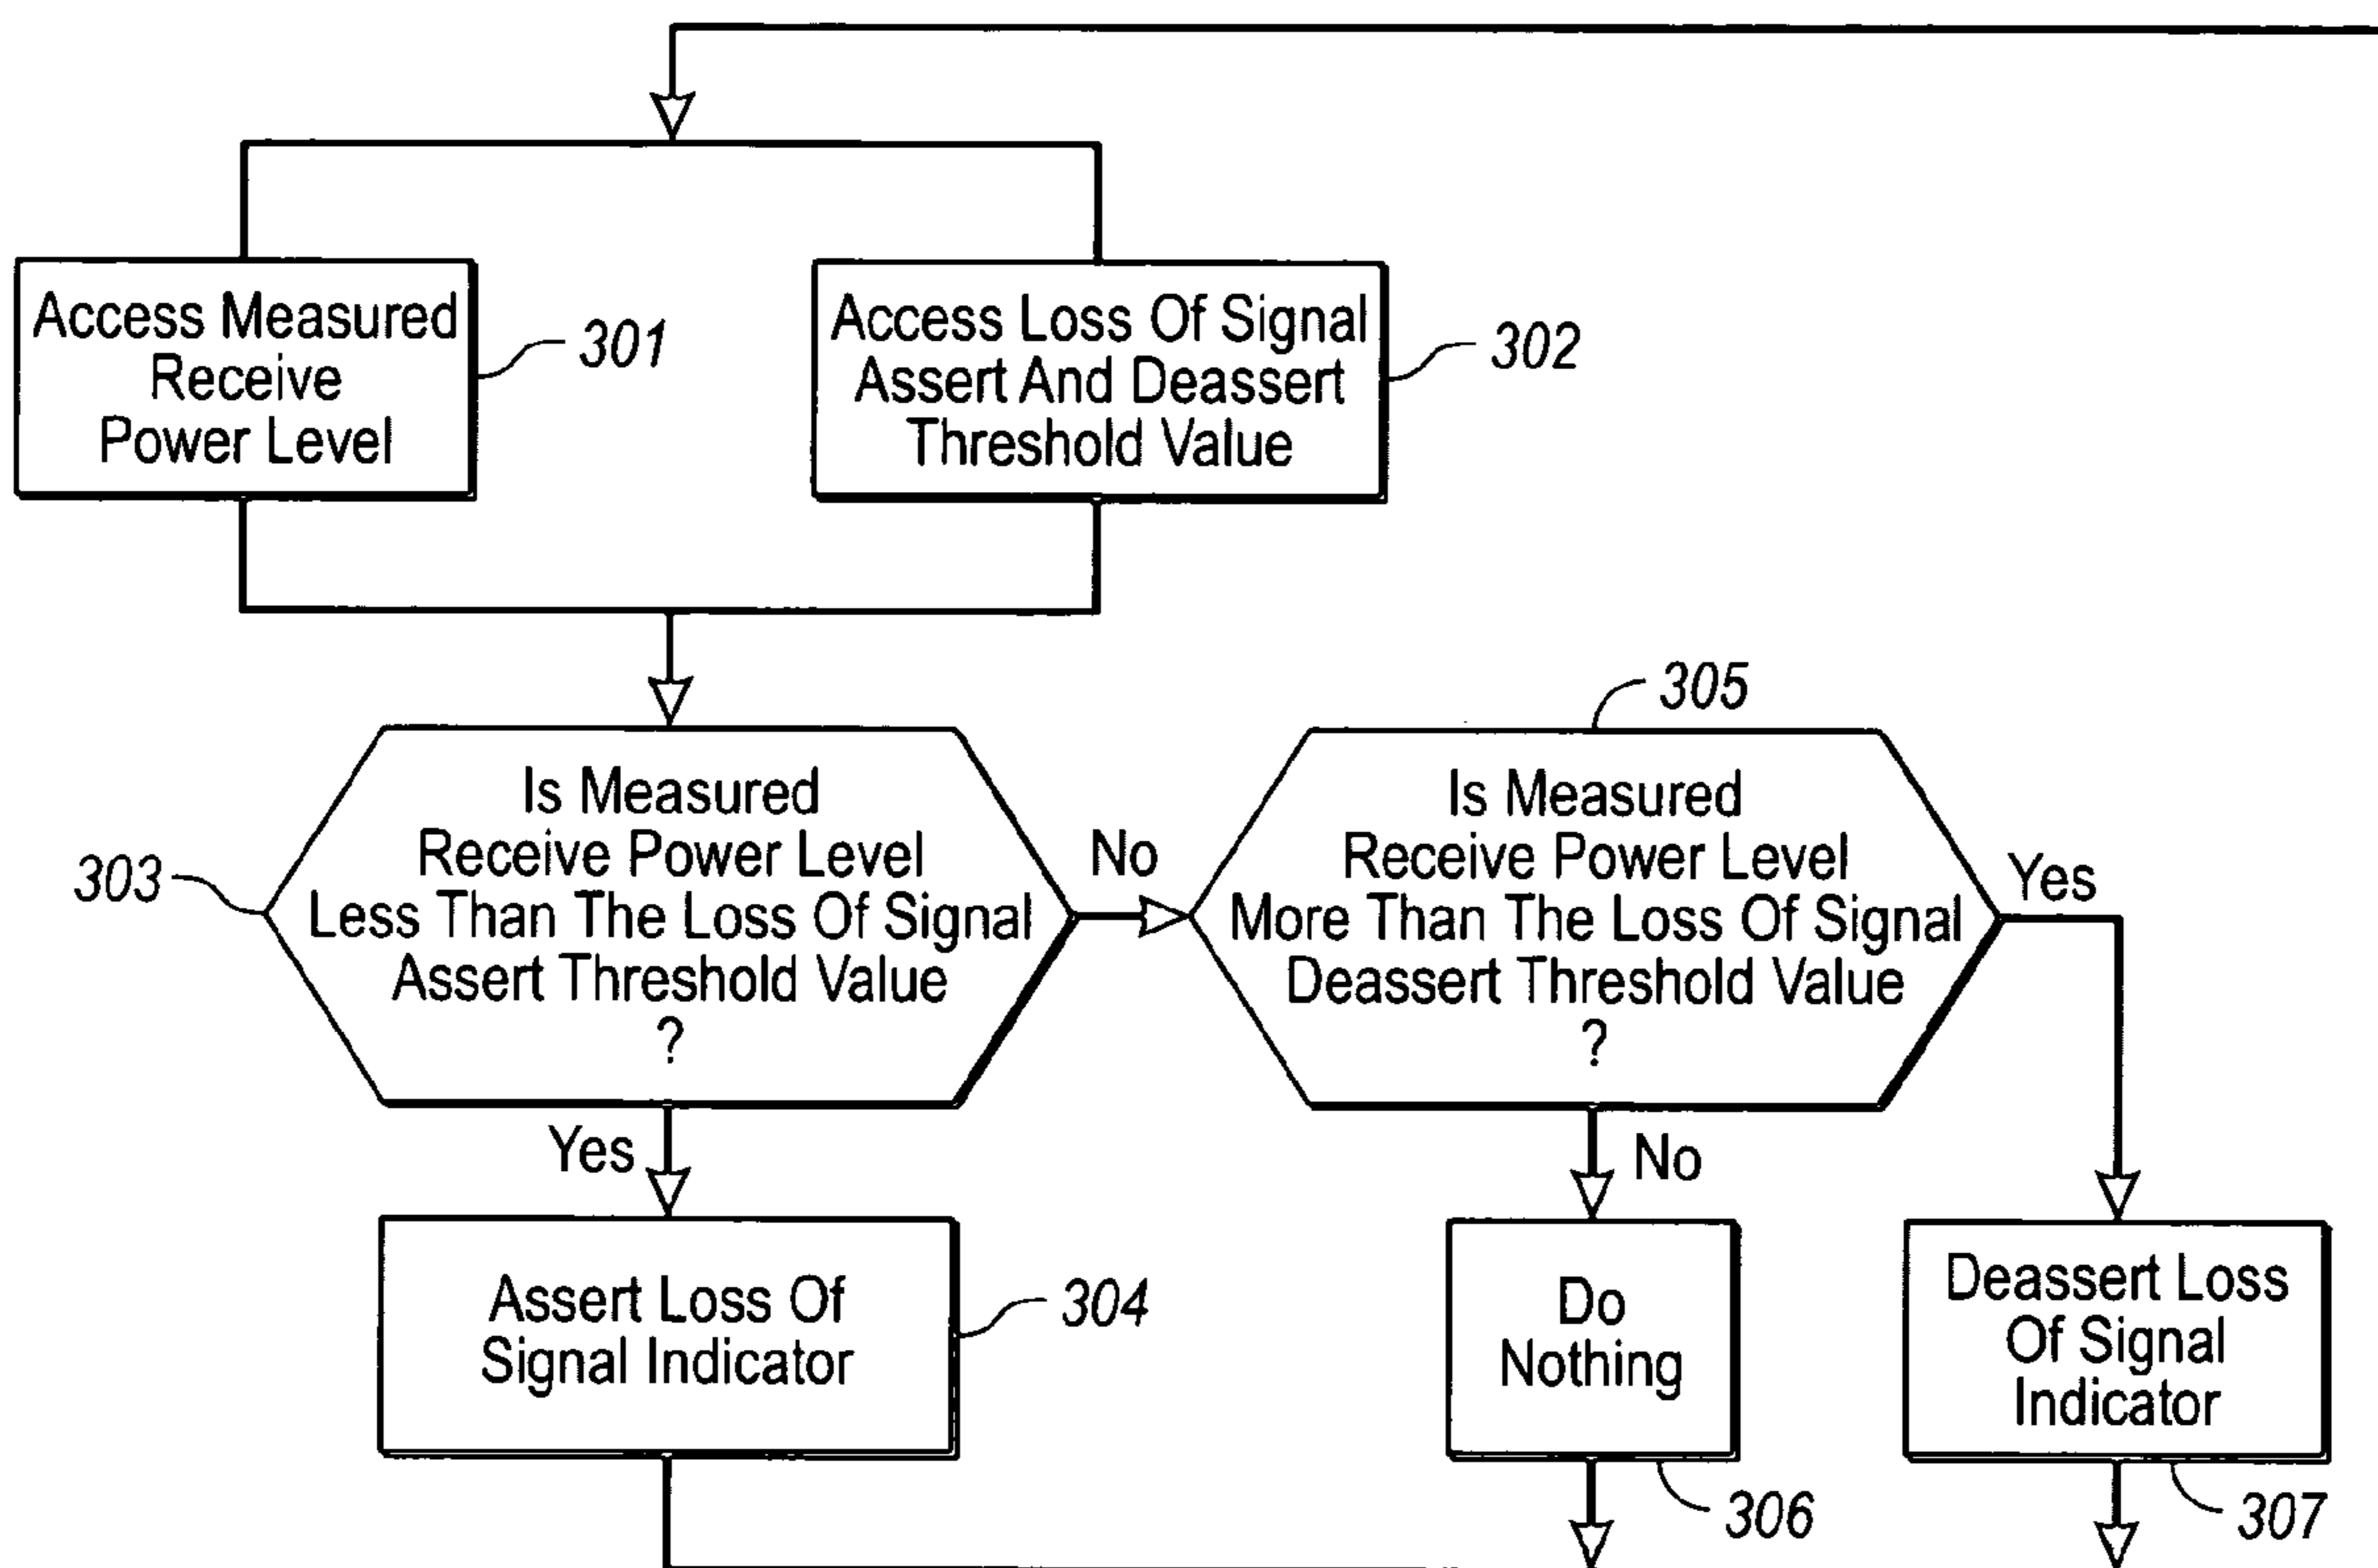 Access Measured
Receive
Power Level
301
Access Loss Of Signal
Assert And Deassert
Threshold Value
302
303
Is Measured
Receive Power Level
Less Than The Loss Of Signal
Assert Threshold Value
?
No
305
Is Measured
Receive Power Level
More Than The Loss Of Signal
Deassert Threshold Value
?
Yes
Yes
No
Assert Loss Of
Signal Indicator
304
Do
Nothing
306
Deassert Loss
Of Signal
Indicator
307